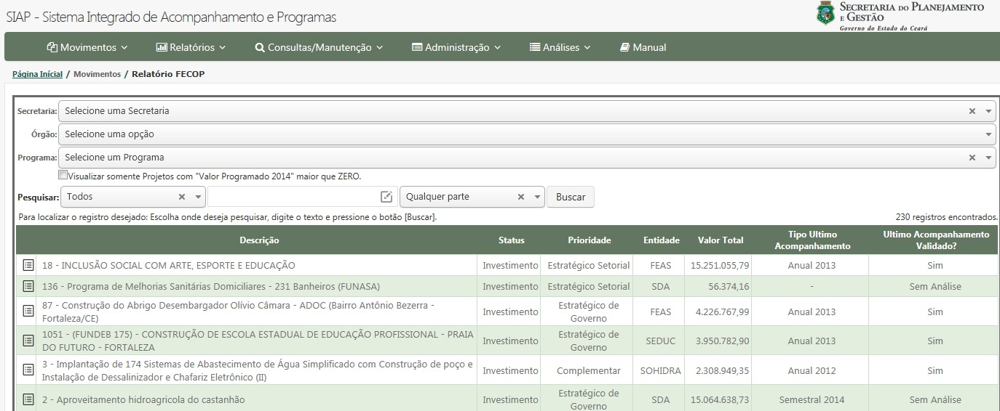 SIAP - Sistema Integrado de Acompanhamento e Programas
SECRETARIA DO PLANEJAMENTO
E GESTÃO
Governo do Estado do Ceará
Movimentos Relatórios Consultas/Manutenção Administração Análises Manual
Página Inícial / Movimentos / Relatório FECOP
Secretaria: Selecione uma Secretaria
Órgão: Selecione uma opção
Programa: Selecione um Programa
Visualizar somente Projetos com "Valor Programado 2014" maior que ZERO.
Pesquisar: Todos Qualquer parte Buscar
Para localizar o registro desejado: Escolha onde deseja pesquisar, digite o texto e pressione o botão [Buscar]. 230 registros encontrados.
Descrição Status Prioridade Entidade Valor Total Tipo Ultimo Acompanhamento Ultimo Acompanhamento Validado?
18 - INCLUSÃO SOCIAL COM ARTE, ESPORTE E EDUCAÇÃO Investimento Estratégico Setorial FEAS 15.251.055,79 Anual 2013 Sim
136 - Programa de Melhorias Sanitárias Domiciliares - 231 Banheiros (FUNASA) Investimento Estratégico Setorial SDA 56.374,16 - Sem Análise
87 - Construção do Abrigo Desembargador Olívio Câmara - ADOC (Bairro Antônio Bezerra -
Fortaleza/CE) Investimento Estratégico de Governo FEAS 4.226.767,99 Anual 2013 Sim
1051 - (FUNDEB 175) - CONSTRUÇÃO DE ESCOLA ESTADUAL DE EDUCAÇÃO PROFISSIONAL - PRAIA
DO FUTURO - FORTALEZA Investimento Estratégico de Governo SEDUC 3.950.782,90 Anual 2013 Sim
3 - Implantação de 174 Sistemas de Abastecimento de Água Simplificado com Construção de poço e
Instalação de Dessalinizador e Chafariz Eletrônico (II) Investimento Complementar SOHIDRA 2.308.949,35 Anual 2012 Sim
2 - Aproveitamento hidroagricola do castanhão Investimento Estratégico de Governo SDA 15.064.638,73 Semestral 2014 Sem Análise